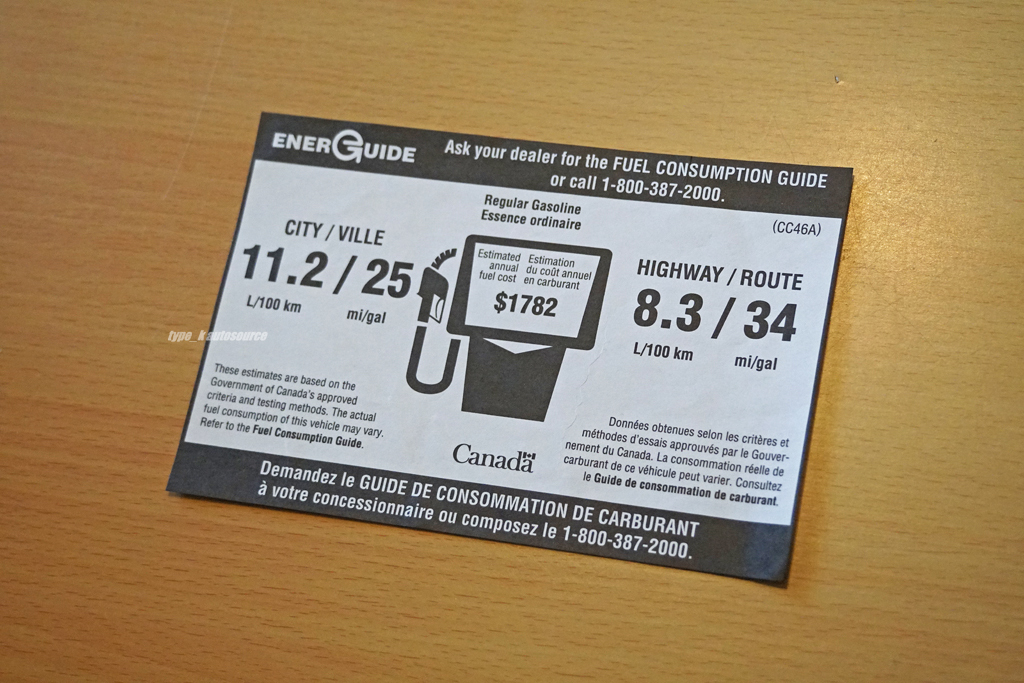 ENERGUIDE
Ask your dealer for the FUEL CONSUMPTION GUIDE
or call 1-800-387-2000.
Regular Gasoline
Essence ordinaire
(CC46A)
CITY / VILLE
11.2 / 25
L/100 km mi/gal
Estimated annual fuel cost
Estimation du coût annuel en carburant
$1782
HIGHWAY / ROUTE
8.3 / 34
L/100 km mi/gal
type_k autosource
These estimates are based on the
Government of Canada's approved
criteria and testing methods. The actual
fuel consumption of this vehicle may vary.
Refer to the Fuel Consumption Guide.
Canada
Données obtenues selon les critères et
méthodes d'essais approuvés par le Gouver-
nement du Canada. La consommation réelle de
carburant de ce véhicule peut varier. Consultez
le Guide de consommation de carburant.
Demandez le GUIDE DE CONSOMMATION DE CARBURANT
à votre concessionnaire ou composez le 1-800-387-2000.